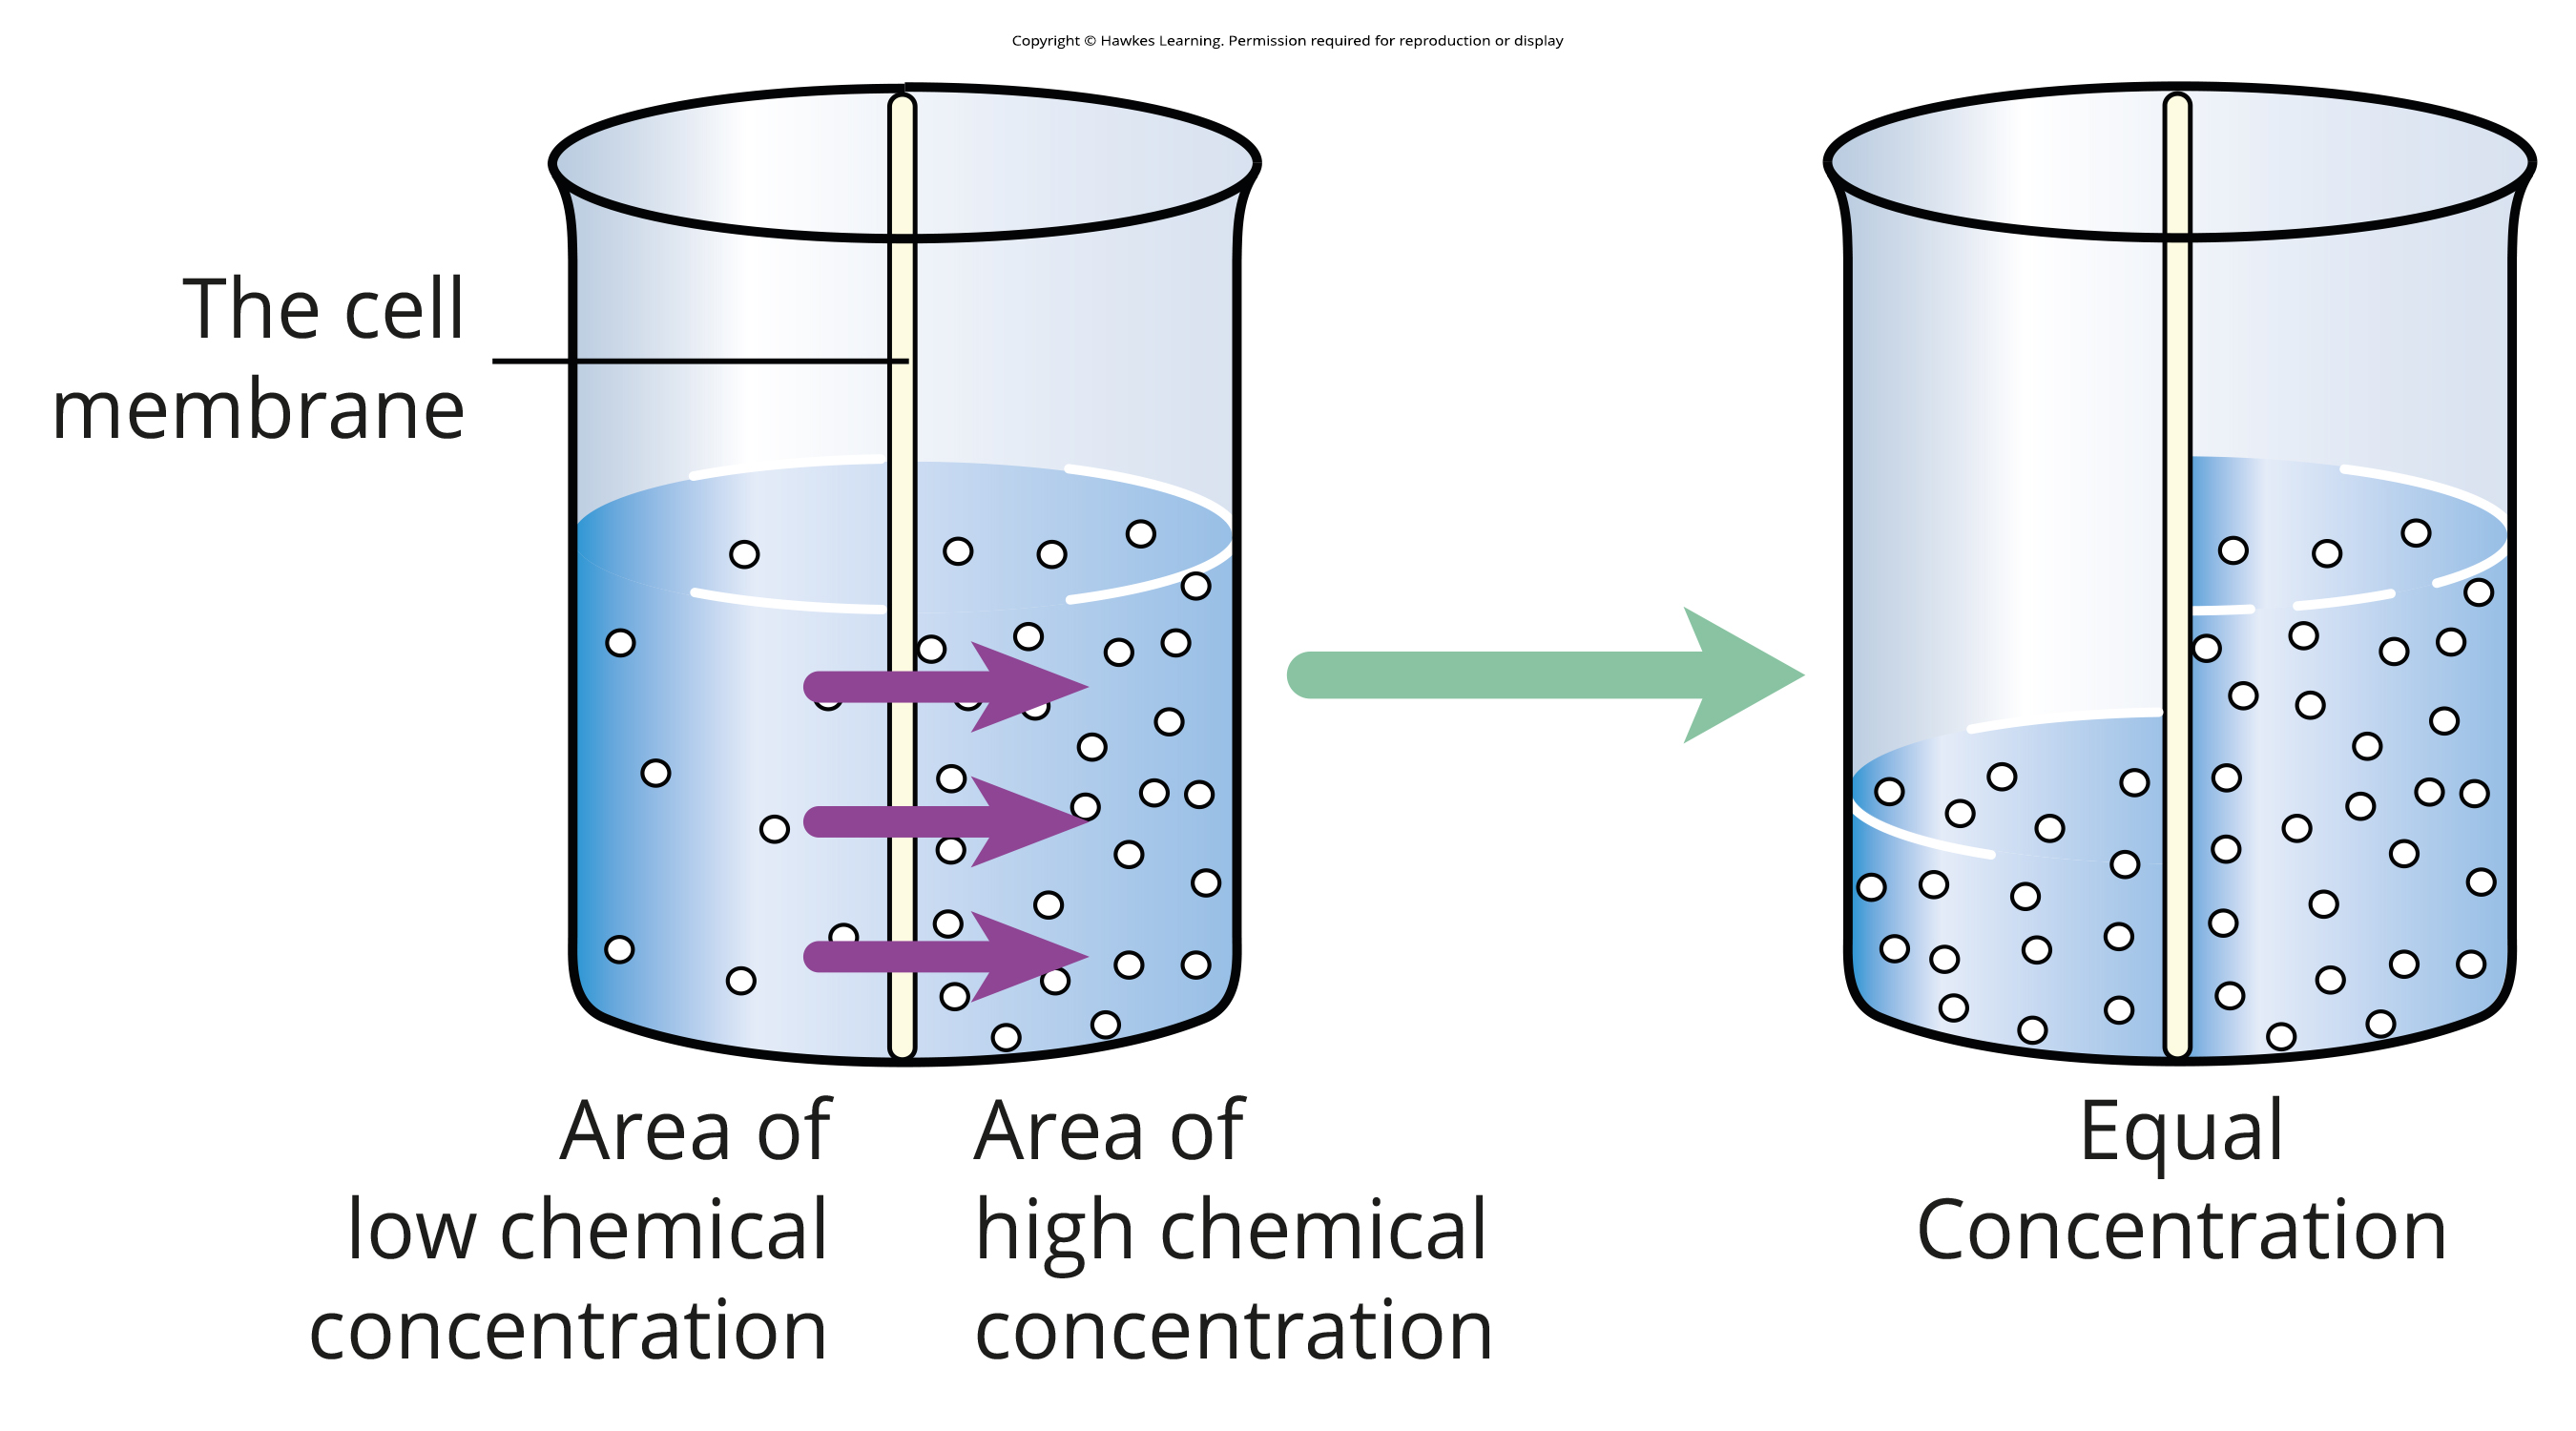 Copyright © Hawkes Learning. Permission required for reproduction or display
The cell
membrane
Area of
low chemical
concentration
Area of
high chemical
concentration
Equal
Concentration